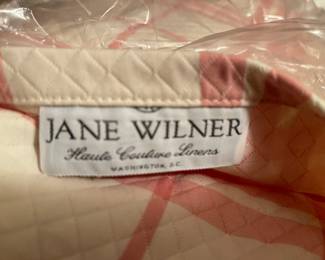 JANE WILNER
Haute Couture Linens
WASHINGTON, D.C.